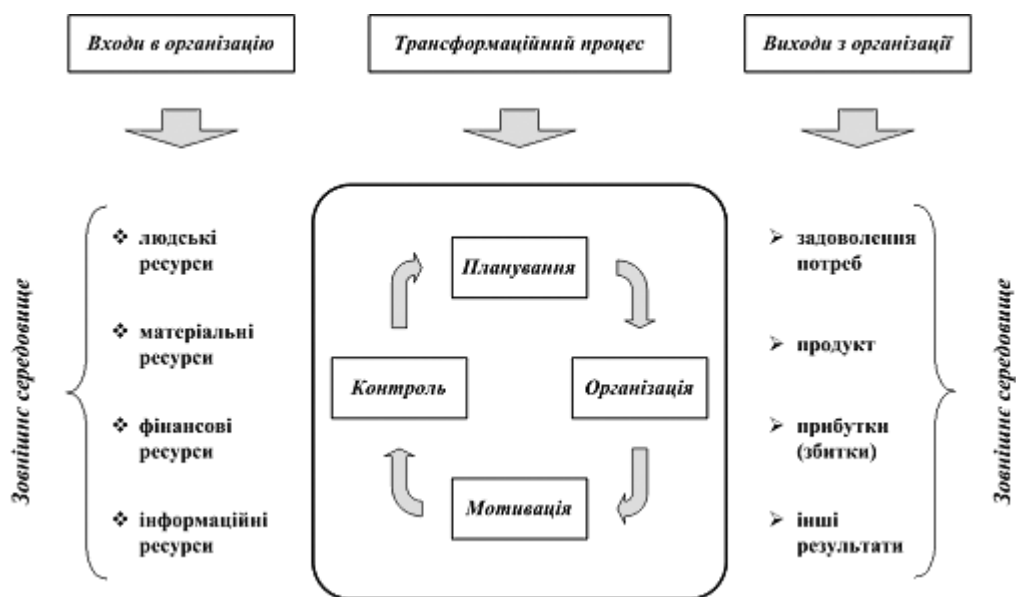 Входи в організацію
Трансформаційний процес
Виходи з організації
Зовнішнє середовище
❖ людські
ресурси
❖ матеріальні
ресурси
❖ фінансові
ресурси
❖ інформаційні
ресурси
Планування
Контроль
Організація
Мотивація
➢ задоволення
потреб
➢ продукт
➢ прибутки
(збитки)
➢ інші
результати
Зовнішнє середовище